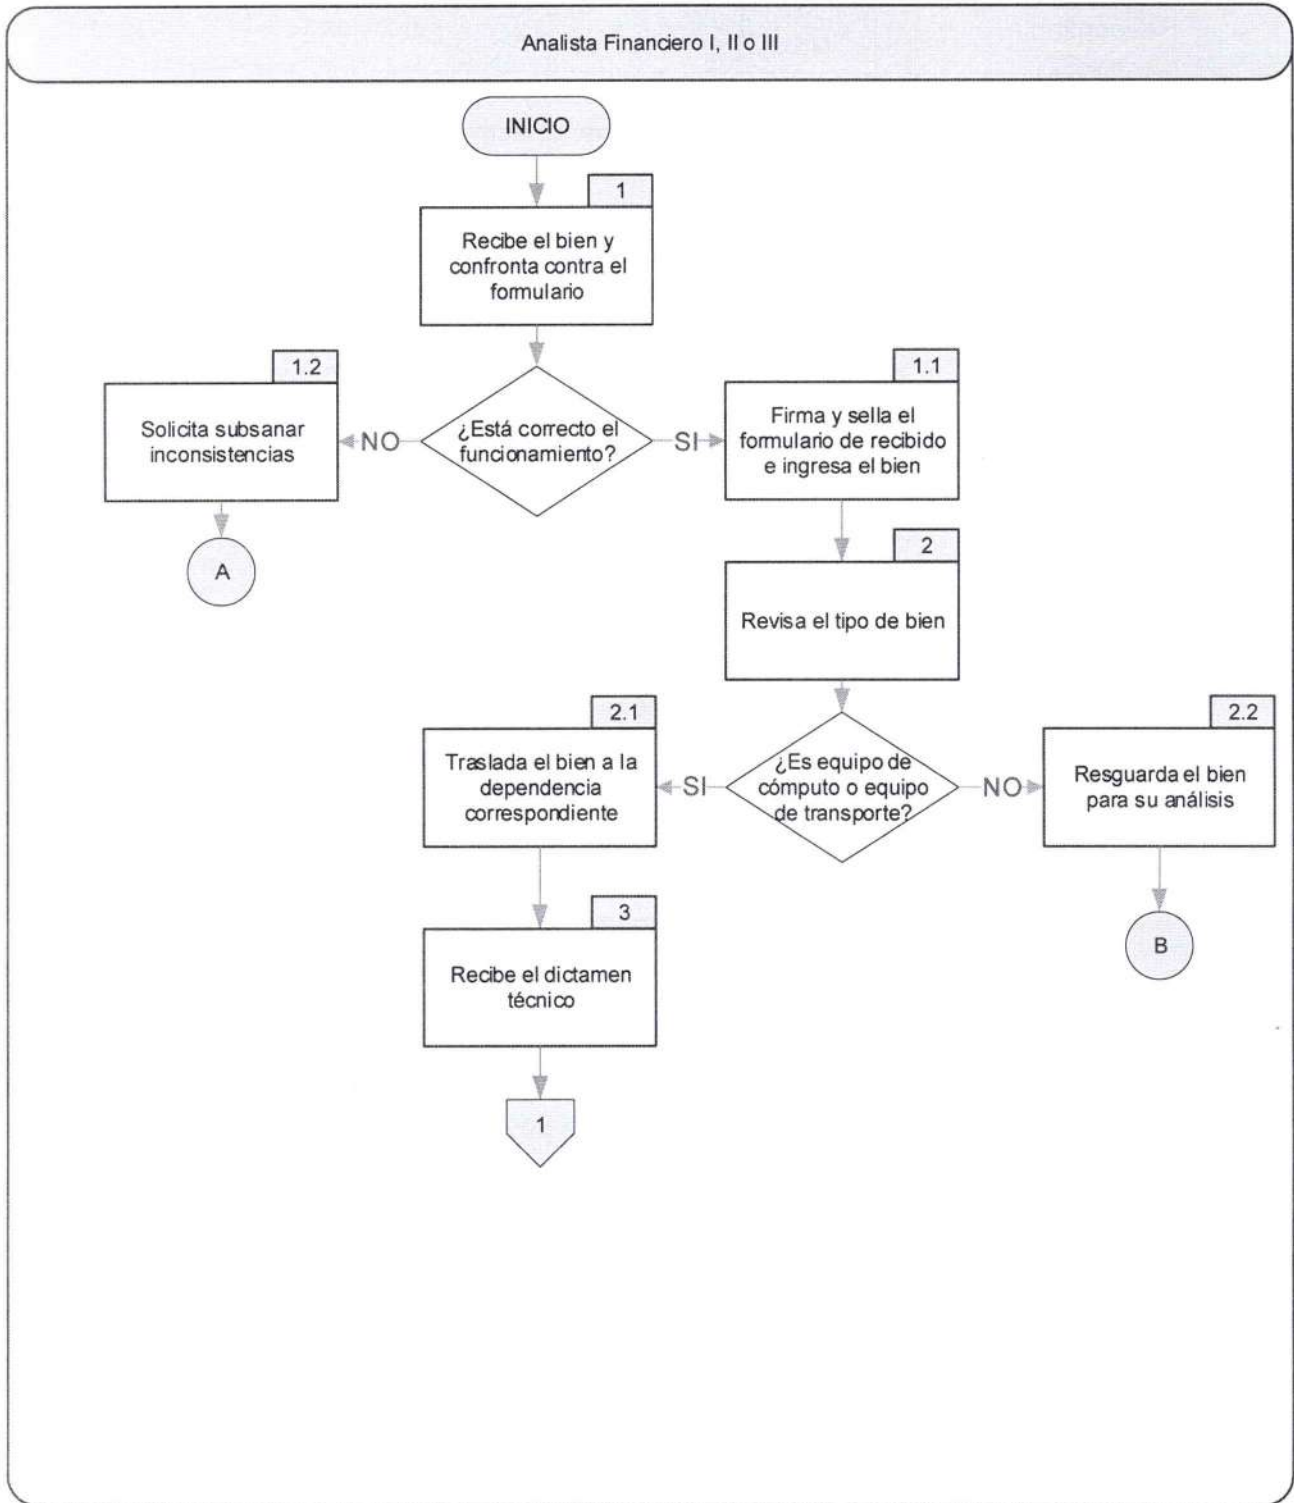 Analista Financiero I, II o III
INICIO
1
Recibe el bien y
confronta contra el
formulario
1.2
Solicita subsanar
inconsistencias
NO
¿Está correcto el
funcionamiento?
SI
1.1
Firma y sella el
formulario de recibido
e ingresa el bien
A
2
Revisa el tipo de bien
2.1
Traslada el bien a la
dependencia
correspondiente
SI
¿Es equipo de
cómputo o equipo
de transporte?
NO
2.2
Resguarda el bien
para su análisis
3
Recibe el dictamen
técnico
B
1